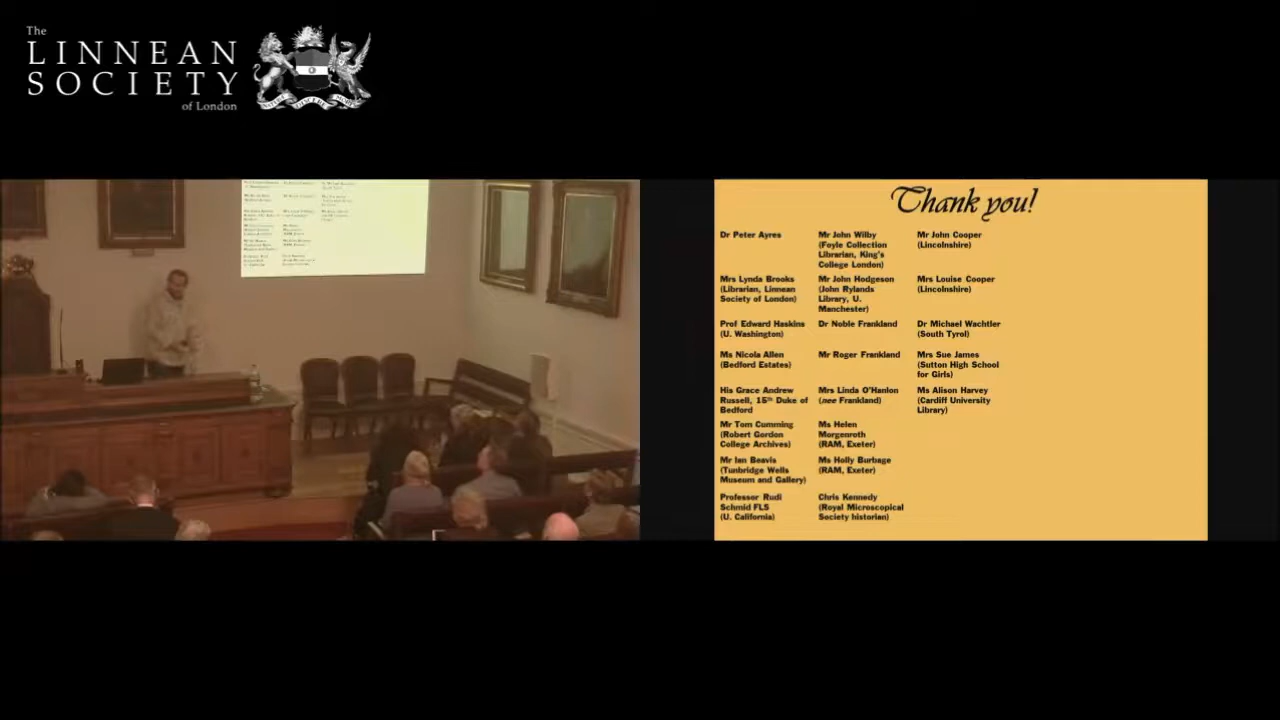 The
LINNEAN
SOCIETY
of London
Thank you!
Dr Peter Ayres
Mr John Wilby
(Foyle Collection
Librarian, King's
College London)
Mr John Cooper
(Lincolnshire)
Mrs Lynda Brooks
(Librarian, Linnean
Society of London)
Mr John Hodgeson
(John Rylands
Library, U.
Manchester)
Mrs Louise Cooper
(Lincolnshire)
Prof Edward Haskins
(U. Washington)
Dr Noble Frankland
Dr Michael Wachtler
(South Tyrol)
Ms Nicola Allen
(Bedford Estates)
Mr Roger Frankland
Mrs Sue James
(Sutton High School
for Girls)
His Grace Andrew
Russell, 15th Duke of
Bedford
Mrs Linda O'Hanlon
(nee Frankland)
Ms Alison Harvey
(Cardiff University
Library)
Mr Tom Cumming
(Robert Gordon
College Archives)
Ms Helen
Morgenroth
(RAM, Exeter)
Mr Ian Beavis
(Tunbridge Wells
Museum and Gallery)
Ms Holly Burbage
(RAM, Exeter)
Professor Rudi
Schmid FLS
(U. California)
Chris Kennedy
(Royal Microscopical
Society historian)